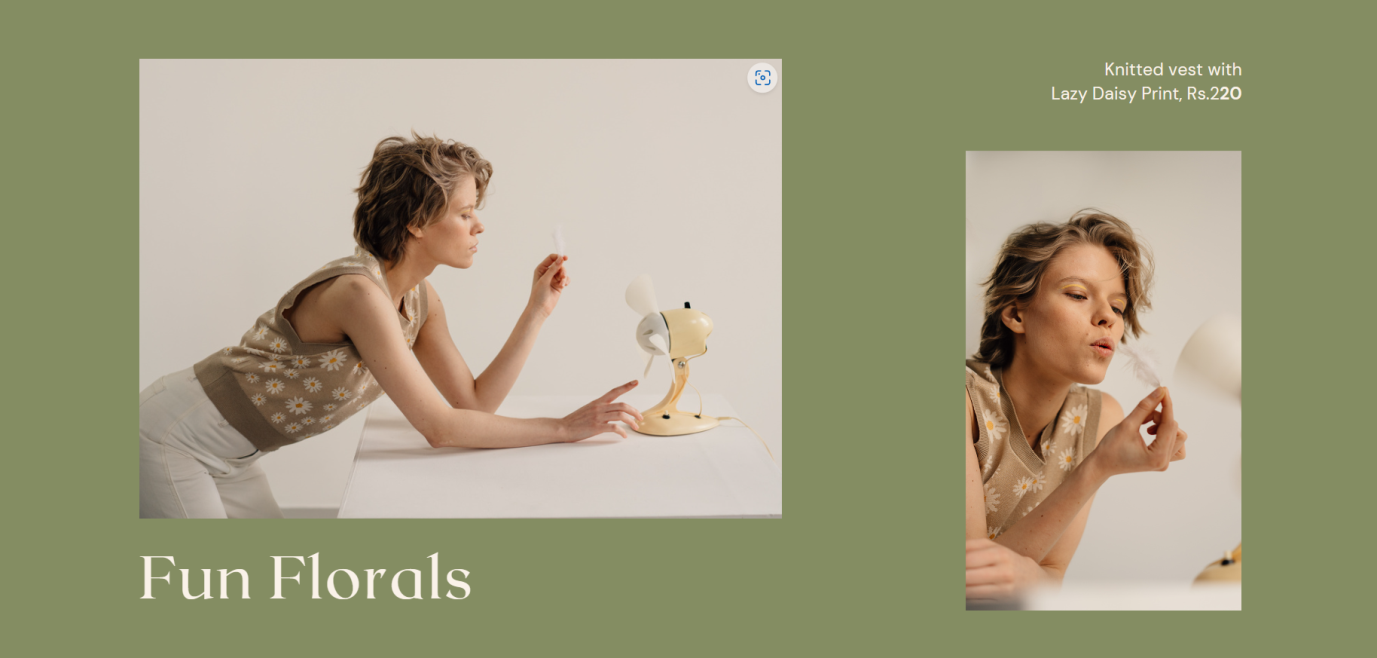 Knitted vest with
Lazy Daisy Print, Rs.220
Fun Florals